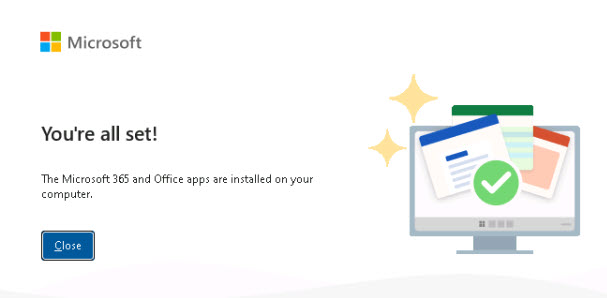 Microsoft
You're all set!
The Microsoft 365 and Office apps are installed on your
computer.
Close